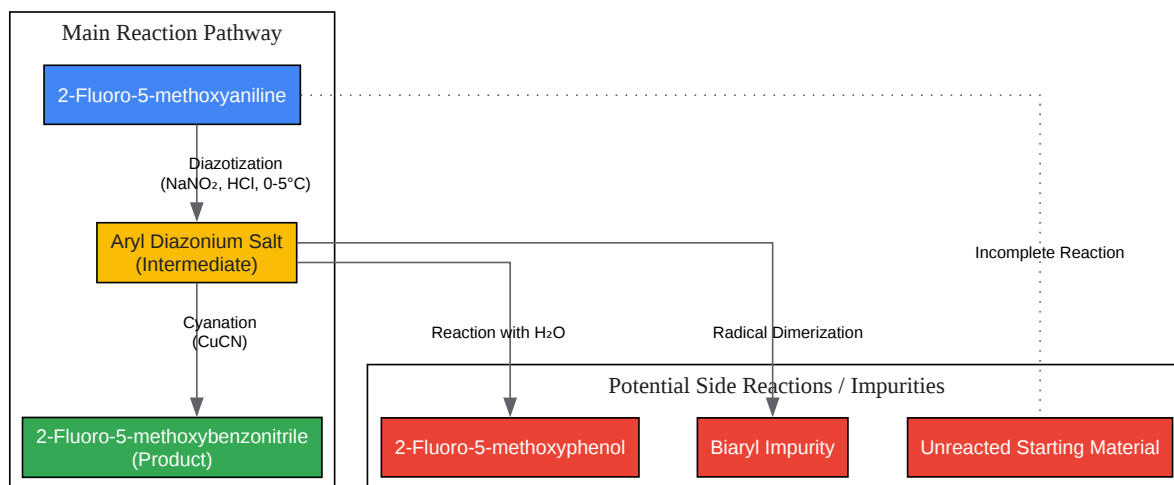 Main Reaction Pathway
2-Fluoro-5-methoxyaniline
Diazotization
(NaNO₂, HCl, 0-5°C)
Aryl Diazonium Salt
(Intermediate)
Incomplete Reaction
Cyanation
(CuCN)
Reaction with H₂O
Radical Dimerization
Potential Side Reactions / Impurities
2-Fluoro-5-methoxybenzonitrile
(Product)
2-Fluoro-5-methoxyphenol
Biaryl Impurity
Unreacted Starting Material